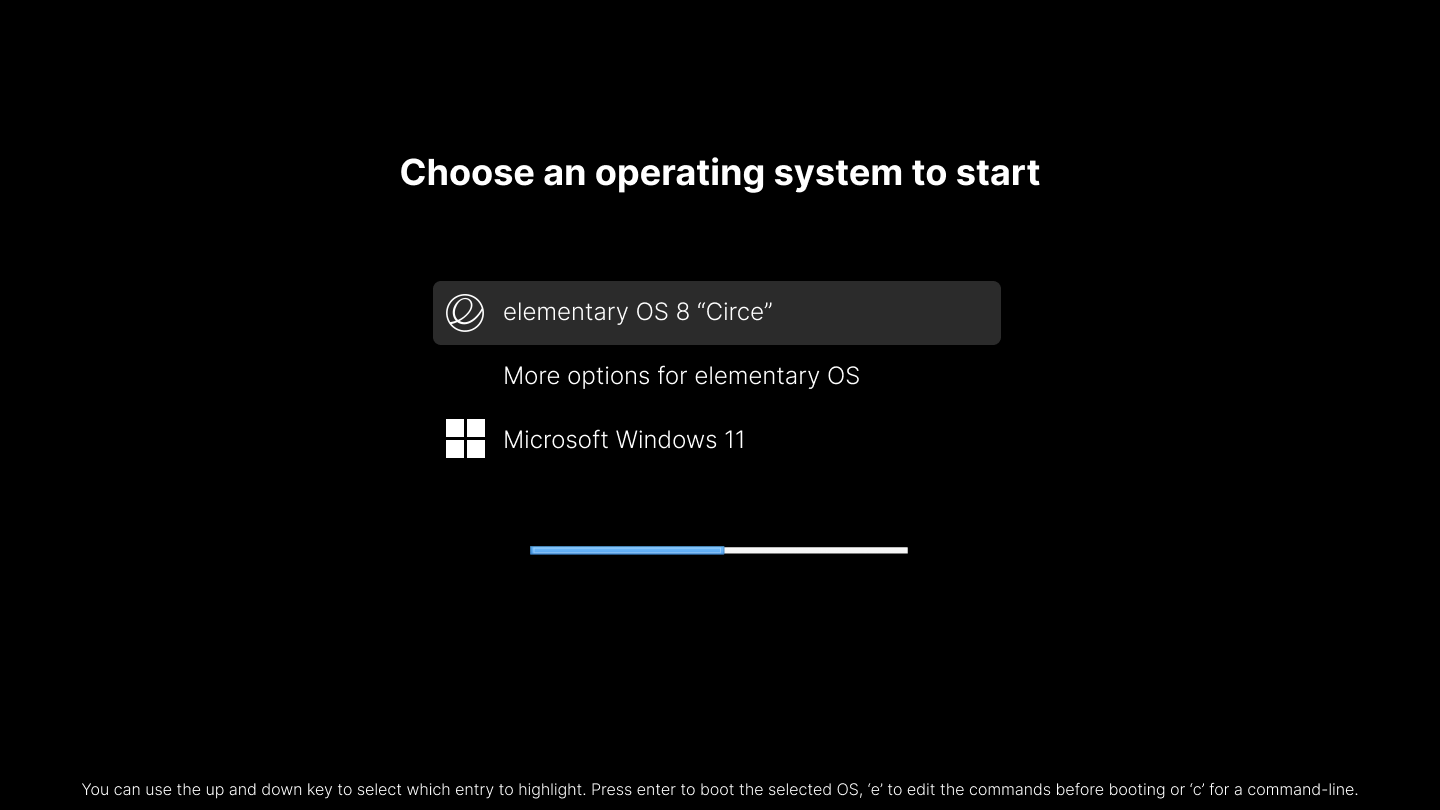 Choose an operating system to start
elementary OS 8 “Circe”
More options for elementary OS
Microsoft Windows 11
You can use the up and down key to select which entry to highlight. Press enter to boot the selected OS, ‘e’ to edit the commands before booting or ‘c’ for a command-line.